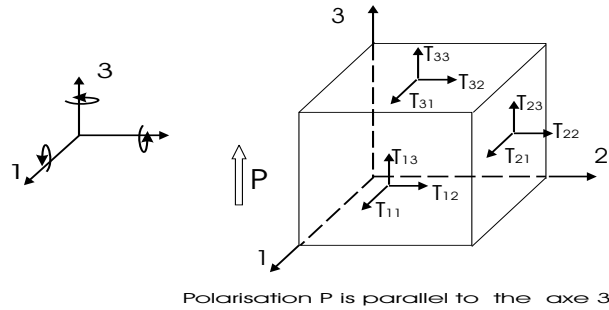 3
1
P
3
T33
T32
T31
T23
T22
T21
2
T13
T12
T11
1
Polarisation P is parallel to the axe 3